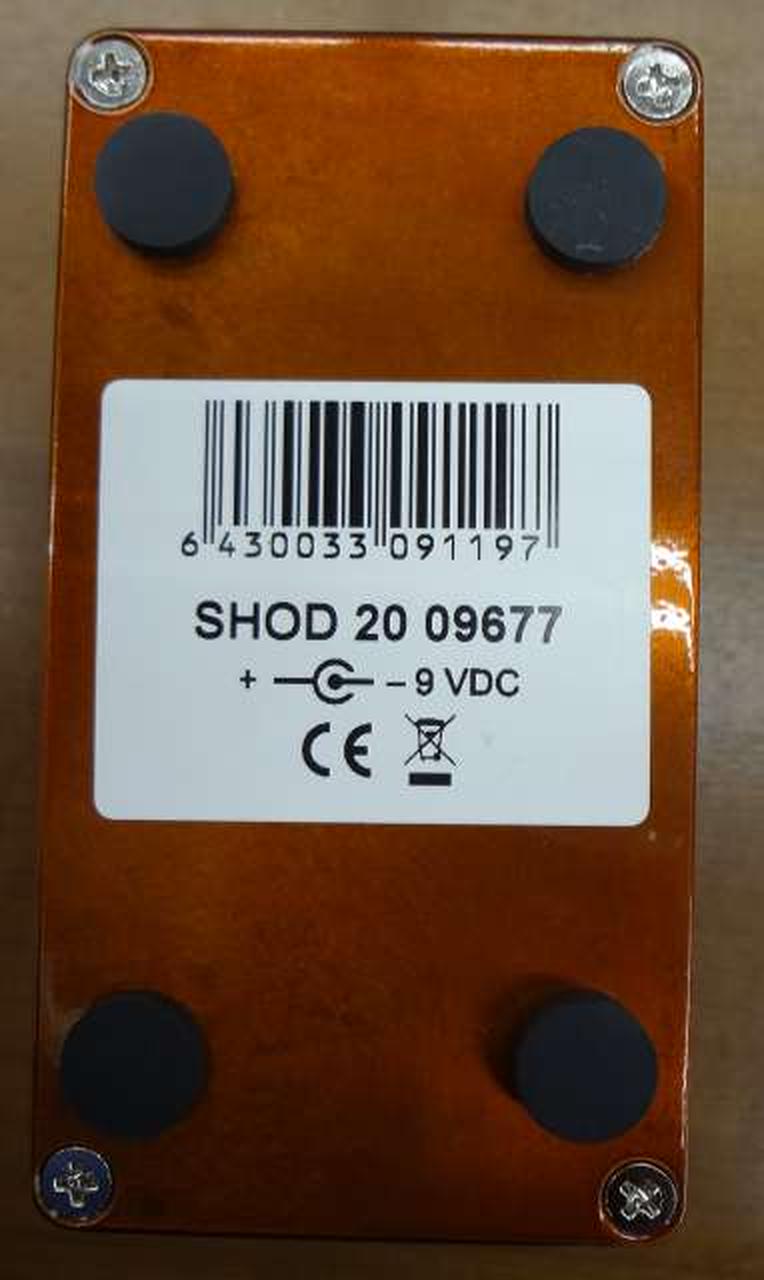 6 430033 091197
SHOD 20 09677
+ – 9 VDC
CE